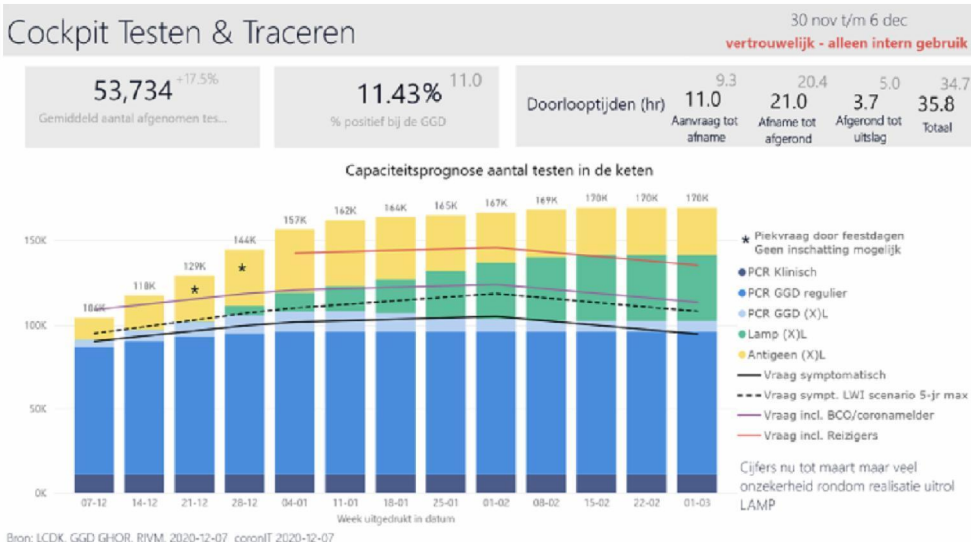 Cockpit Testen & Traceren
30 nov t/m 6 dec
vertrouwelijk - alleen intern gebruik
53,734 +17.5%
Gemiddeld aantal afgenomen tes...
11.43% 11.0
% positief bij de GGD
Doorlooptijden (hr)
9.3 20.4 5.0 34.7
11.0 21.0 3.7 35.8
Aanvraag tot afname
Afname tot afgerond
Afgerond tot uitslag
Totaal
Capaciteitsprognose aantal testen in de keten
150K
100K
50K
0K
106K 118K 129K 144K 157K 162K 164K 165K 167K 169K 170K 170K 170K
* *
07-12 14-12 21-12 28-12 04-01 11-01 18-01 25-01 01-02 08-02 15-02 22-02 01-03
Week uitgedrukt in datum
* Piekvraag door feestdagen
Geen inschatting mogelijk
PCR Klinisch
PCR GGD regulier
PCR GGD (X)L
Lamp (X)L
Antigeen (X)L
Vraag symptomatisch
Vraag sympt. LWI scenario 5-jr max
Vraag incl. BCO/coronamelder
Vraag incl. Reizigers
Cijfers nu tot maart maar veel
onzekerheid rondom realisatie uitrol
LAMP
Bron: LCDK, GGD GHOR, RIVM, 2020-12-07 coronIT 2020-12-07